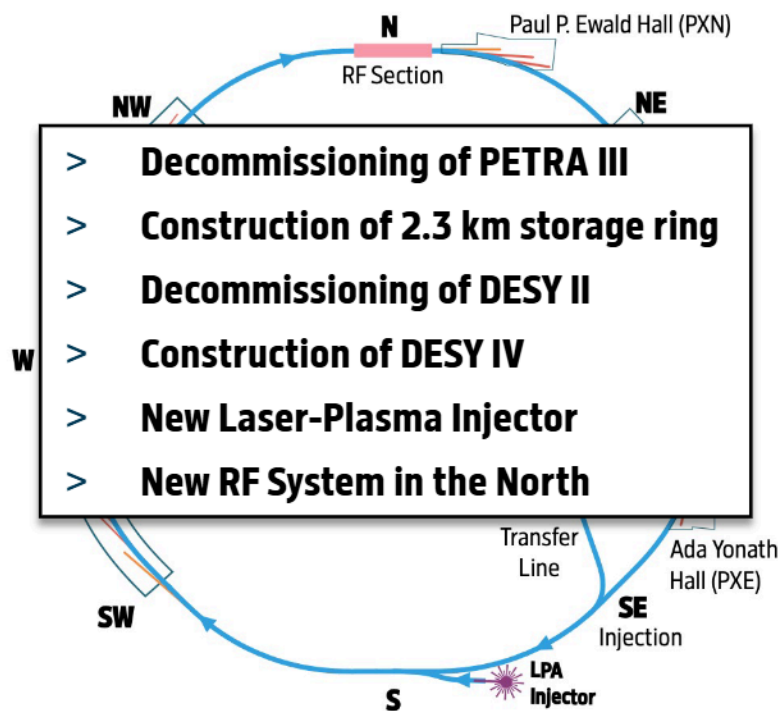 N
Paul P. Ewald Hall (PXN)
RF Section
NW
NE
> Decommissioning of PETRA III
> Construction of 2.3 km storage ring
> Decommissioning of DESY II
> Construction of DESY IV
> New Laser-Plasma Injector
> New RF System in the North
W
Transfer
Line
Ada Yonath
Hall (PXE)
SW
SE
Injection
LPA
Injector
S